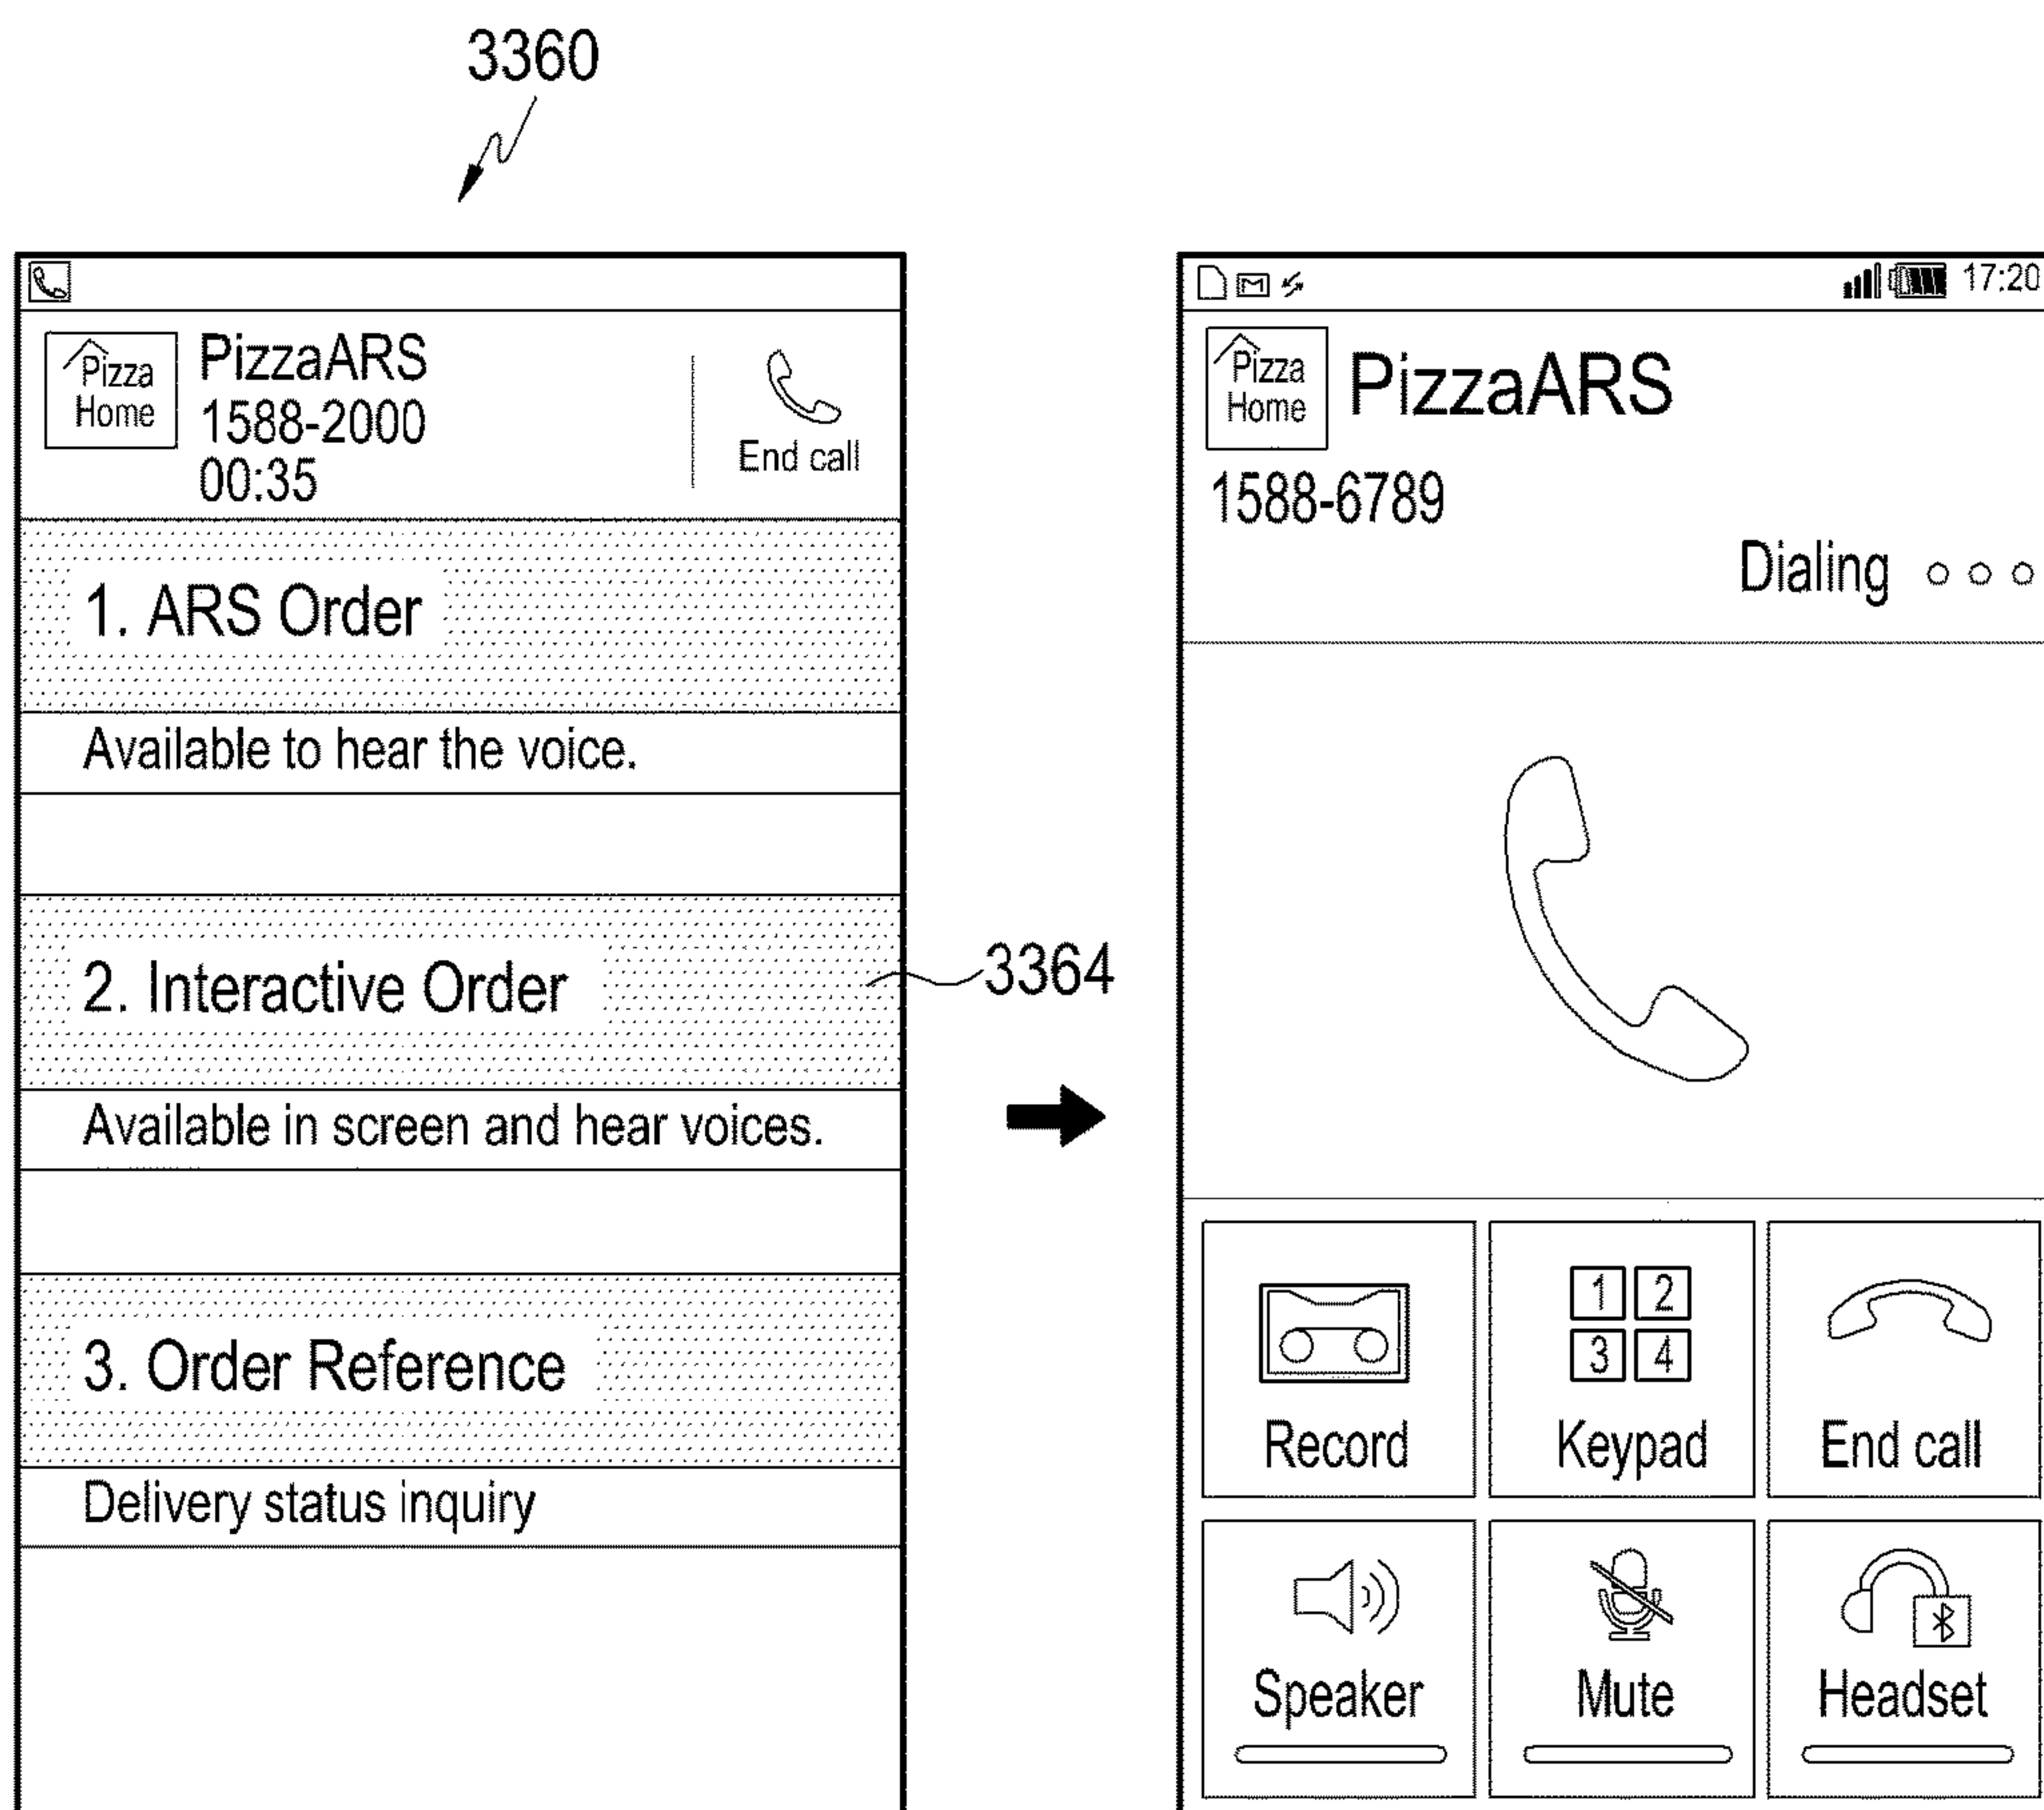 3360
Pizza
Home
PizzaARS
1588-2000
00:35
End call
1. ARS Order
Available to hear the voice.
2. Interactive Order
3364
Available in screen and hear voices.
3. Order Reference
Delivery status inquiry
17:20
Pizza
Home
PizzaARS
1588-6789
Dialing
1 2
3 4
Record
Keypad
End call
Speaker
Mute
Headset